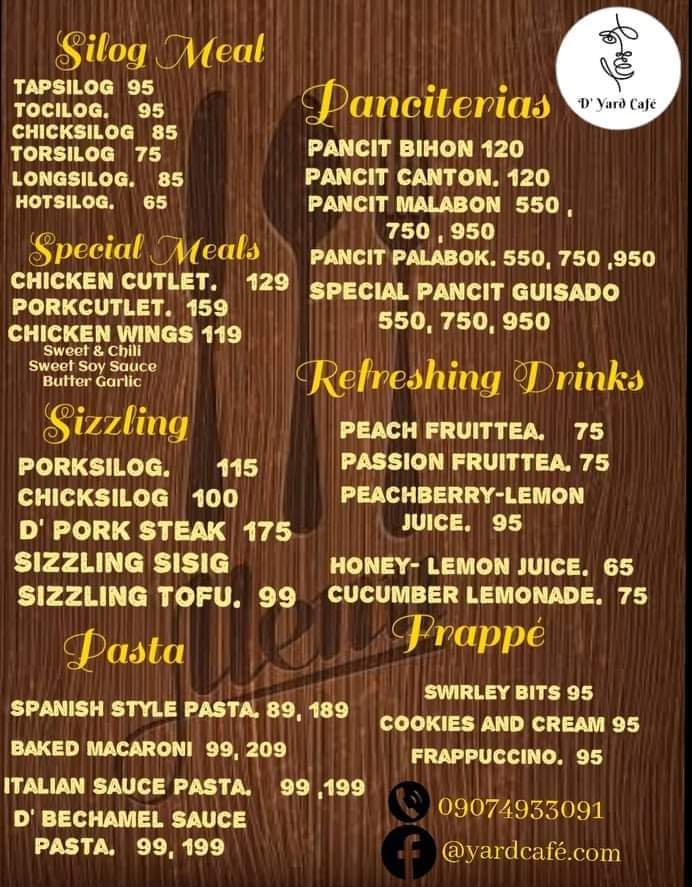 Silog Meal
TAPSILOG 95
TOCILOG. 95
CHICKSILOG 85
TORSILOG 75
LONGSILOG. 85
HOTSILOG. 65
Special Meals
CHICKEN CUTLET. 129
PORKCUTLET. 159
CHICKEN WINGS 119
Sweet & Chili
Sweet Soy Sauce
Butter Garlic
Sizzling
PORKSILOG. 115
CHICKSILOG 100
D' PORK STEAK 175
SIZZLING SISIG
SIZZLING TOFU. 99
Pasta
SPANISH STYLE PASTA. 89, 189
BAKED MACARONI 99, 209
ITALIAN SAUCE PASTA. 99 ,199
D' BECHAMEL SAUCE
PASTA. 99, 199
D' Yard Café
Panciterias
PANCIT BIHON 120
PANCIT CANTON. 120
PANCIT MALABON 550 ,
750 , 950
PANCIT PALABOK. 550, 750 ,950
SPECIAL PANCIT GUISADO
550, 750, 950
Refreshing Drinks
PEACH FRUITTEA. 75
PASSION FRUITTEA. 75
PEACHBERRY-LEMON
JUICE. 95
HONEY- LEMON JUICE. 65
CUCUMBER LEMONADE. 75
Frappé
SWIRLEY BITS 95
COOKIES AND CREAM 95
FRAPPUCCINO. 95
09074933091
@yardcafé.com
Menu